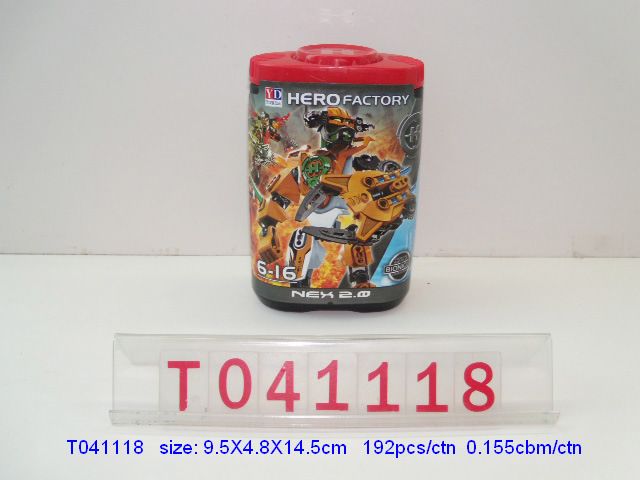 YD
HERO FACTORY
6-16
NEX 2.0
T041118
T041118 size: 9.5X4.8X14.5cm 192pcs/ctn 0.155cbm/ctn